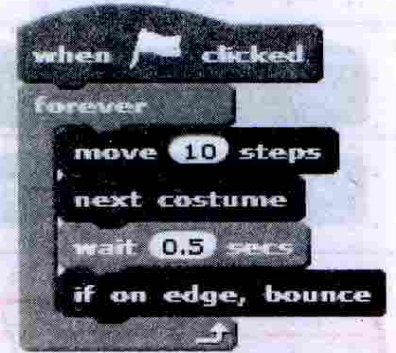 when clicked
forever
move 10 steps
next costume
wait 0.5 secs
if on edge, bounce